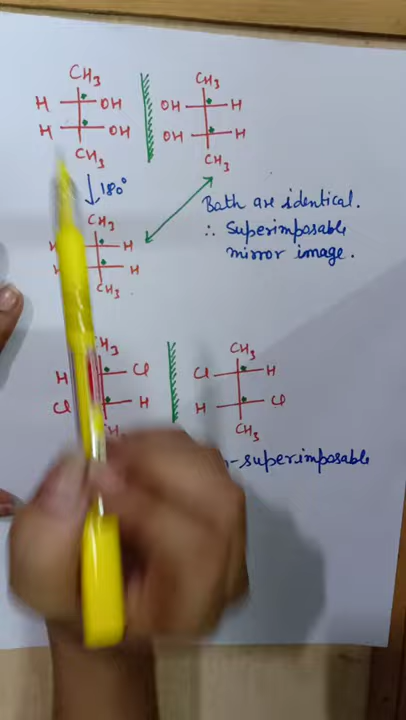 CH3 CH3
H OH OH H
H OH OH H
CH3 CH3
180°
Bath are identical.
∴ Superimposable
mirror image.
CH3
H
H
CH3
CH3 CH3
H Cl Cl H
Cl H H Cl
CH3
-superimposable